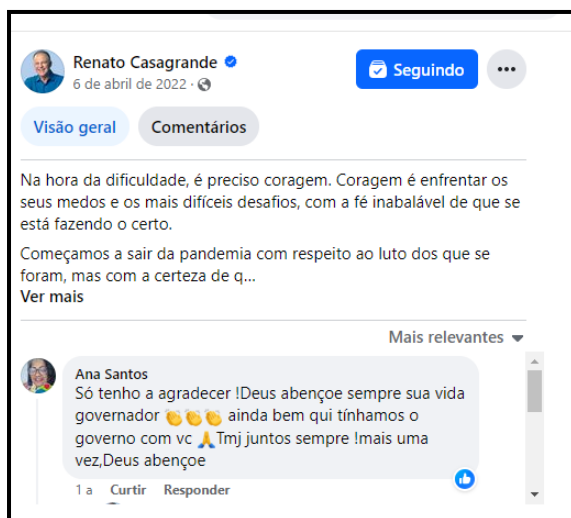 Renato Casagrande
6 de abril de 2022 ·
Seguindo
Visão geral
Comentários
Na hora da dificuldade, é preciso coragem. Coragem é enfrentar os
seus medos e os mais difíceis desafios, com a fé inabalável de que se
está fazendo o certo.
Começamos a sair da pandemia com respeito ao luto dos que se
foram, mas com a certeza de q...
Ver mais
Mais relevantes
Ana Santos
Só tenho a agradecer !Deus abençoe sempre sua vida
governador 👏👏👏 ainda bem qui tínhamos o
governo com vc 🙏Tmj juntos sempre !mais uma
vez,Deus abençoe
1 a Curtir Responder